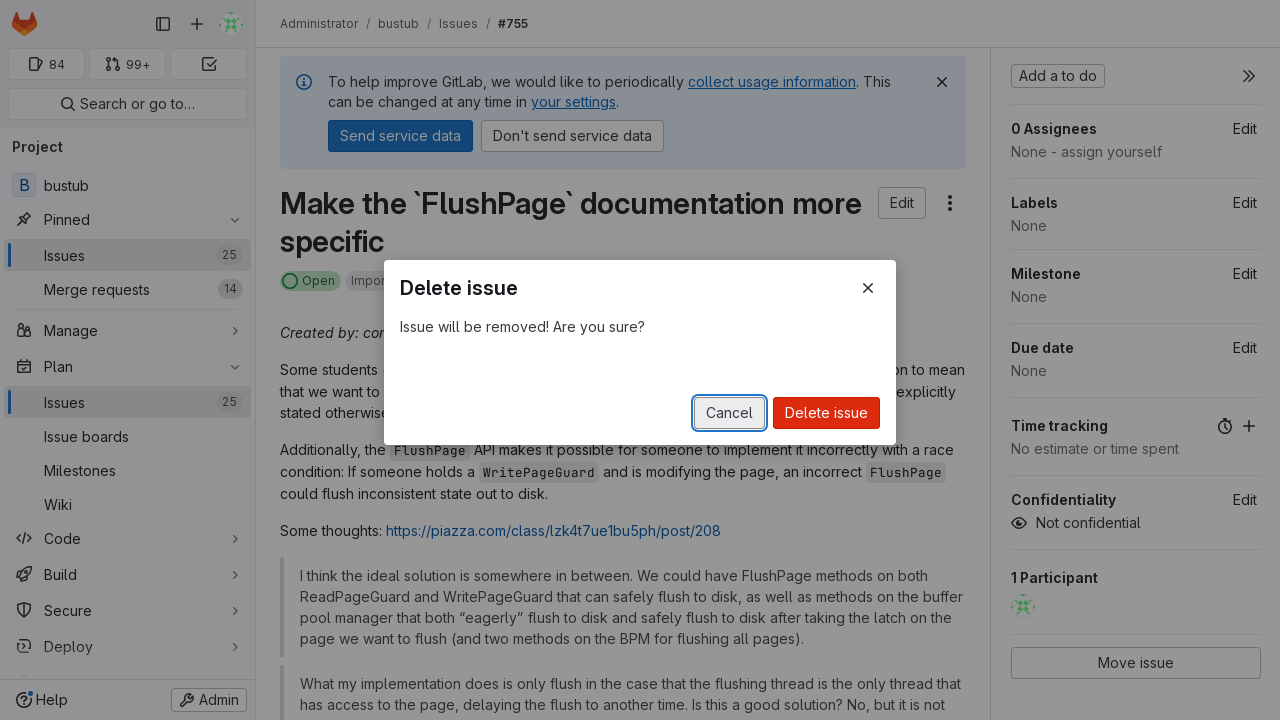 84
99+
Search or go to…
Project
B bustub
Pinned
Issues 25
Merge requests 14
Manage
Plan
Issues 25
Issue boards
Milestones
Wiki
Code
Build
Secure
Deploy
Help
Admin
Administrator / bustub / Issues / #755
To help improve GitLab, we would like to periodically collect usage information. This
can be changed at any time in your settings.
Send service data
Don't send service data
Make the `FlushPage` documentation more
specific
Edit
Open
Created by:
Some students
on to mean
that we want to
explicitly
stated otherwise
Delete issue
Issue will be removed! Are you sure?
Cancel
Delete issue
Additionally, the FlushPage API makes it possible for someone to implement it incorrectly with a race
condition: If someone holds a WritePageGuard and is modifying the page, an incorrect FlushPage
could flush inconsistent state out to disk.
Some thoughts: https://piazza.com/class/lzk4t7ue1bu5ph/post/208
I think the ideal solution is somewhere in between. We could have FlushPage methods on both
ReadPageGuard and WritePageGuard that can safely flush to disk, as well as methods on the buffer
pool manager that both “eagerly” flush to disk and safely flush to disk after taking the latch on the
page we want to flush (and two methods on the BPM for flushing all pages).
What my implementation does is only flush in the case that the flushing thread is the only thread that
has access to the page, delaying the flush to another time. Is this a good solution? No, but it is not
Add a to do
0 Assignees
Edit
None - assign yourself
Labels
Edit
None
Milestone
Edit
None
Due date
Edit
None
Time tracking
No estimate or time spent
Confidentiality
Edit
Not confidential
1 Participant
Move issue